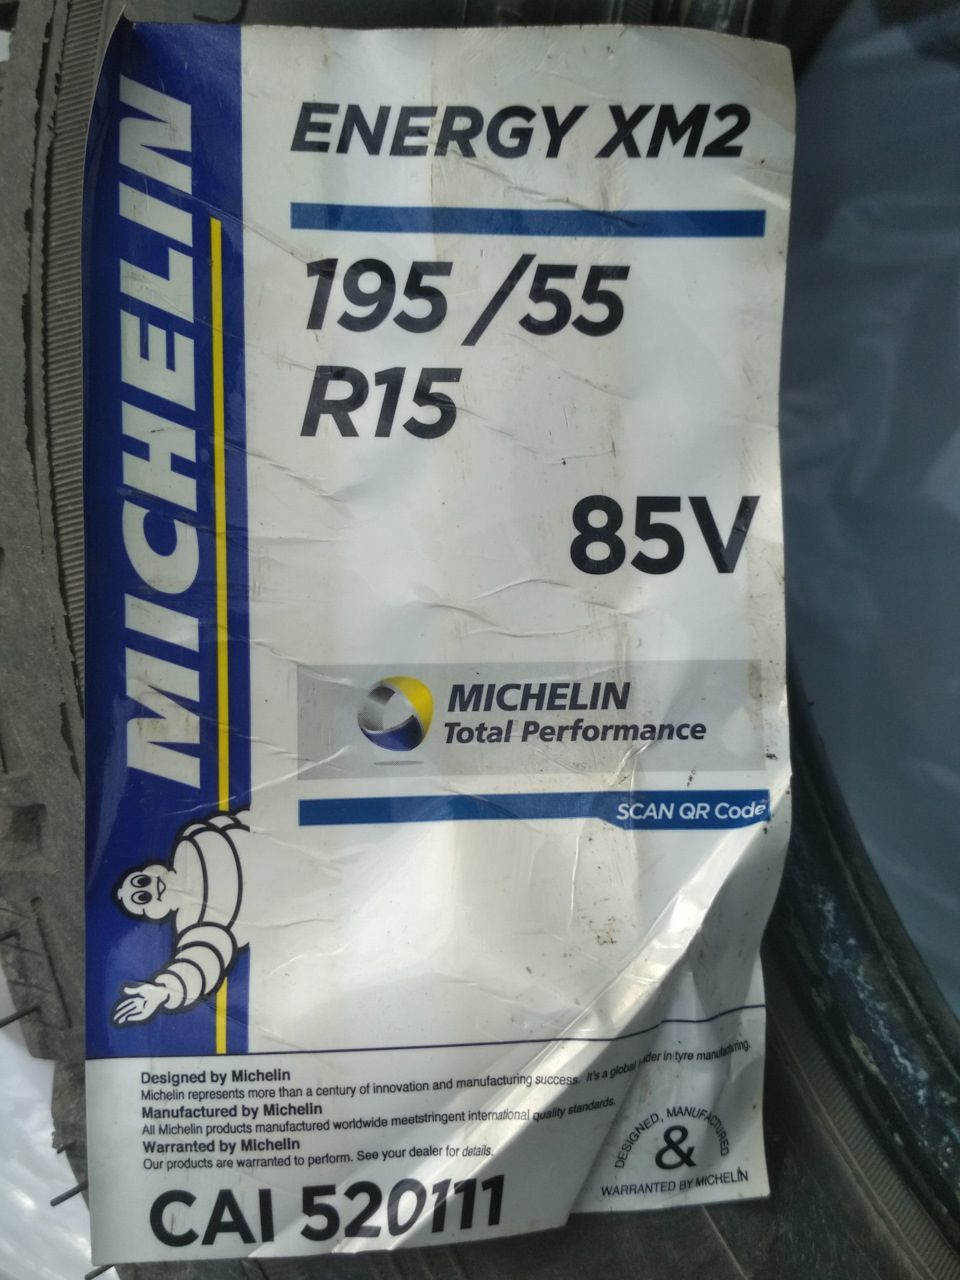 MICHELIN
ENERGY XM2
195 /55
R15
85V
MICHELIN
Total Performance
SCAN QR Code
Designed by Michelin
Michelin represents more than a century of innovation and manufacturing success. It's a global in tyre manufacturing.
Manufactured by Michelin
All Michelin products manufactured worldwide meetstringent international quality standards.
Warranted by Michelin
Our products are warranted to perform. See your dealer for details.
DESIGNED, MANUFACTURED
&
WARRANTED BY MICHELIN
CAI 520111